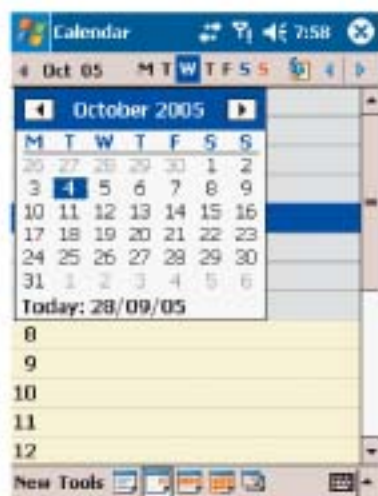 Calendar 7:58
Oct 05 M T W T F S S
October 2005
M T W T F S S
26 27 28 29 30 1 2
3 4 5 6 7 8 9
10 11 12 13 14 15 16
17 18 19 20 21 22 23
24 25 26 27 28 29 30
31 1 2 3 4 5 6
Today: 28/09/05
8
9
10
11
12
New Tools